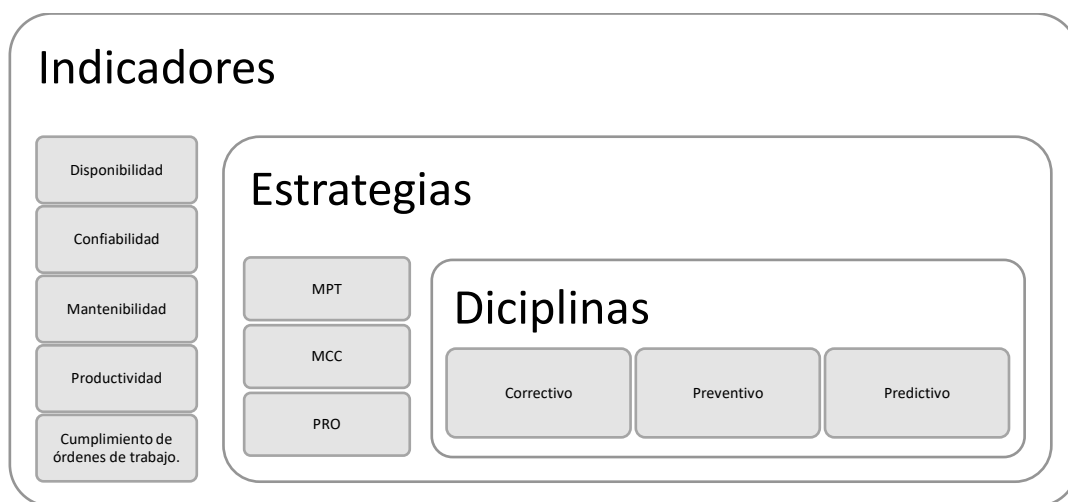 Indicadores
Disponibilidad
Confiabilidad
Mantenibilidad
Productividad
Cumplimiento de
órdenes de trabajo.
Estrategias
MPT
MCC
PRO
Diciplinas
Correctivo
Preventivo
Predictivo